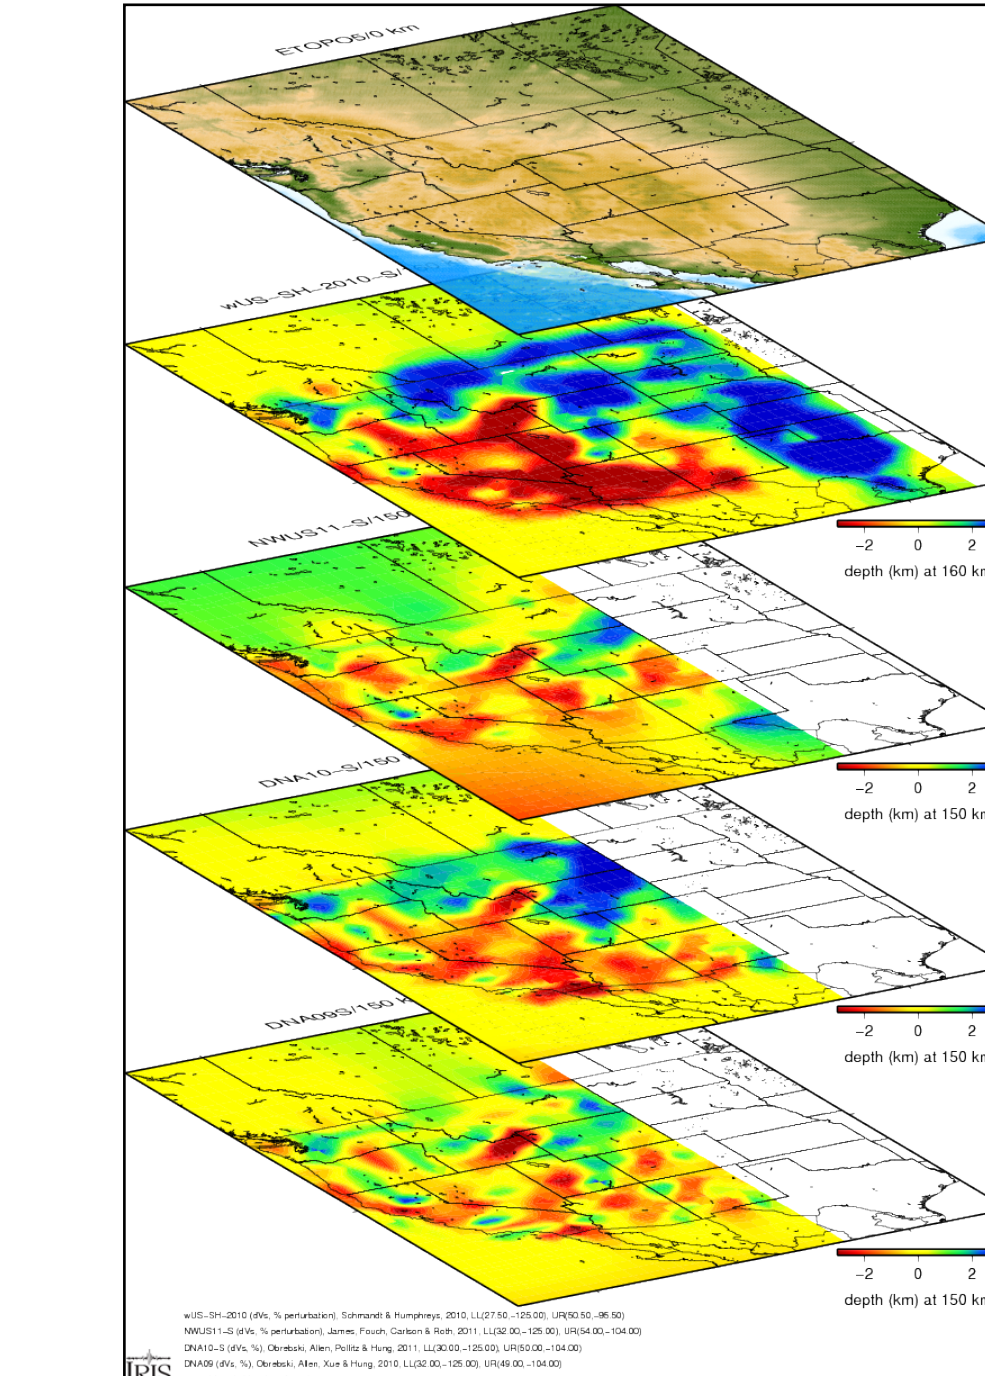 ETOPO5/0 km
wUS-SH-2010-S/
-2 0 2
depth (km) at 160 km
NWUS11-S/150
-2 0 2
depth (km) at 150 km
DNA10-S/150
-2 0 2
depth (km) at 150 km
DNA09S/150 k
-2 0 2
depth (km) at 150 km
wUS-SH-2010 (dVs, % perturbation), Schmandt & Humphreys, 2010, LL(27.50,-125.00), UR(50.50,-95.50)
NWUS11-S (dVs, % perturbation), James, Fouch, Carlson & Roth, 2011, LL(32.00,-125.00), UR(54.00,-104.00)
DNA10-S (dVs, %), Obrebski, Allen, Pollitz & Hung, 2011, LL(30.00,-125.00), UR(50.00,-104.00)
DNA09 (dVs, %), Obrebski, Allen, Xue & Hung, 2010, LL(32.00,-125.00), UR(49.00,-104.00)
IRIS